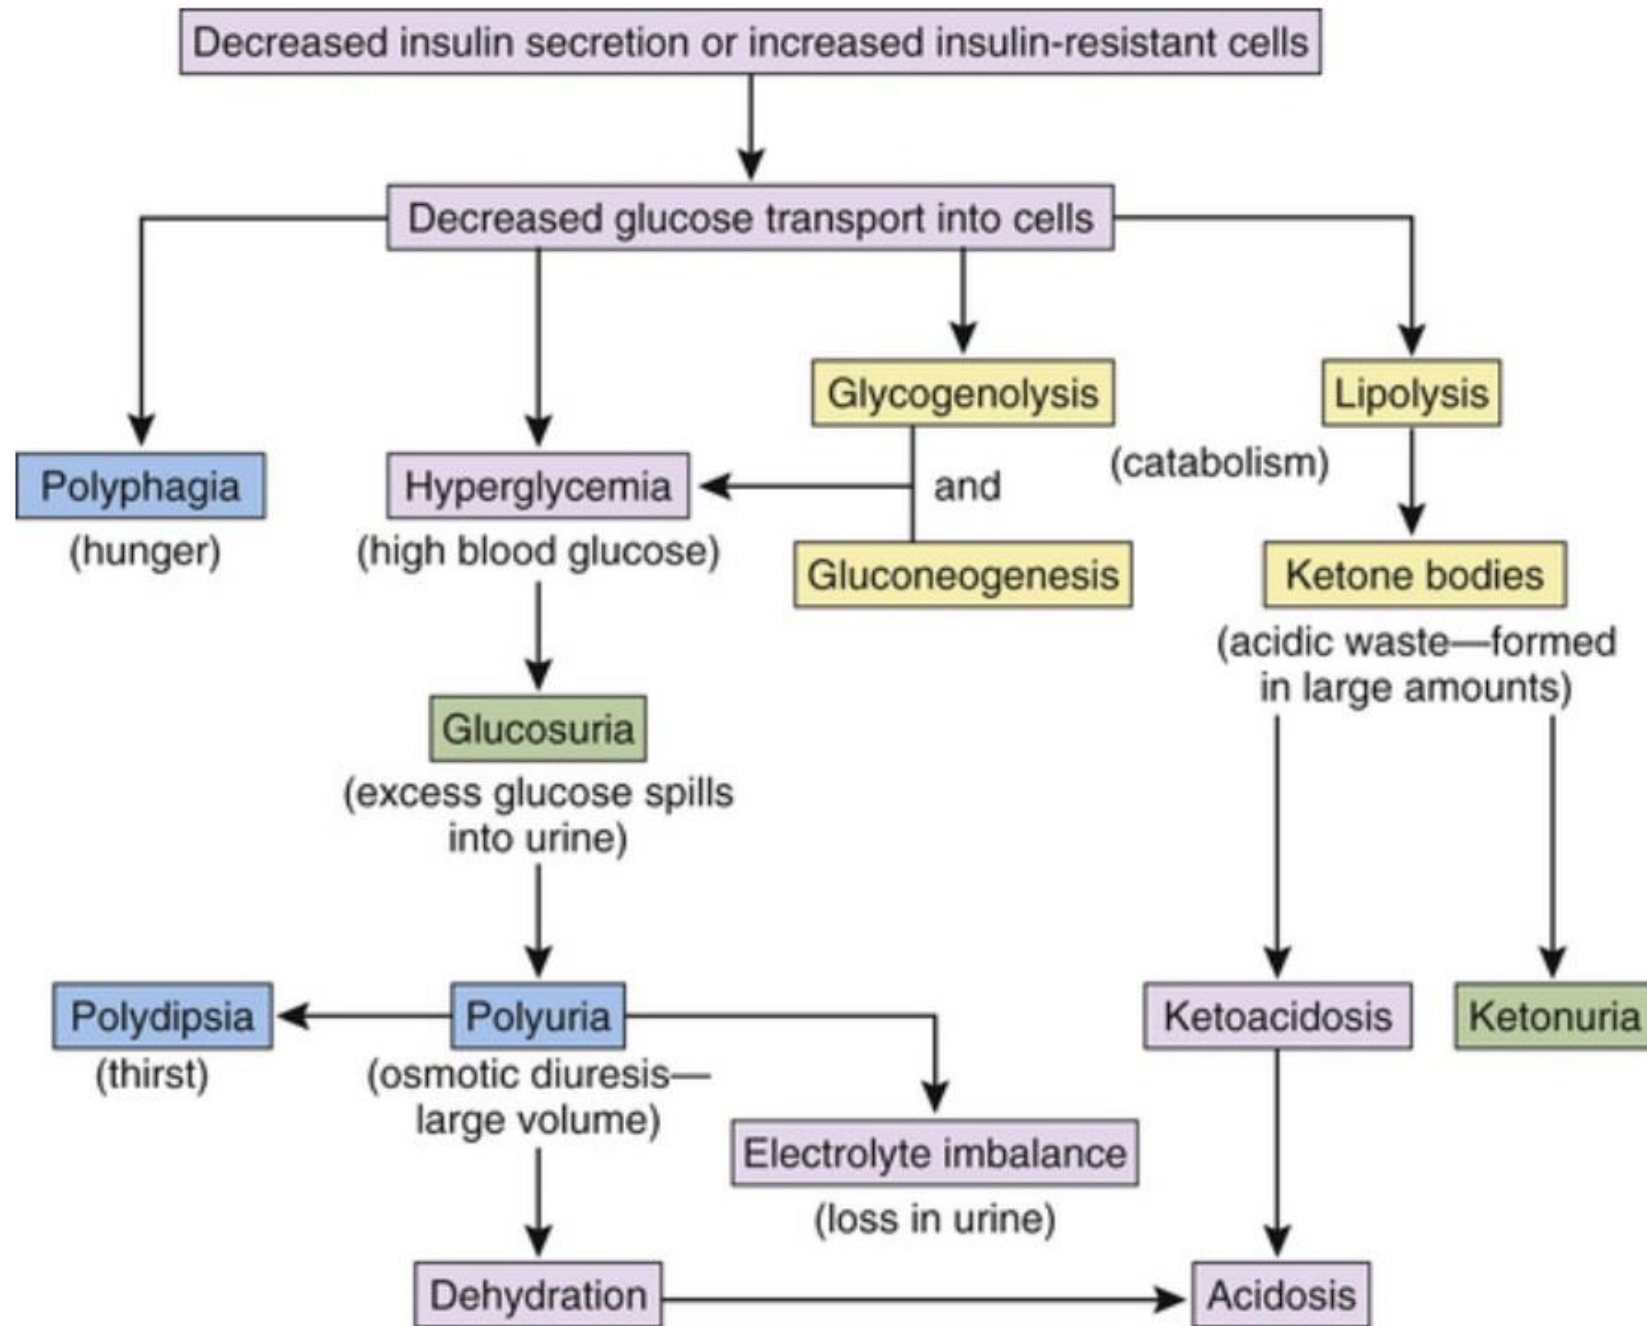 Decreased insulin secretion or increased insulin-resistant cells
Decreased glucose transport into cells
Glycogenolysis
Lipolysis
(catabolism)
Polyphagia
(hunger)
Hyperglycemia
(high blood glucose)
and
Gluconeogenesis
Ketone bodies
(acidic waste—formed
in large amounts)
Glucosuria
(excess glucose spills
into urine)
Polydipsia
(thirst)
Polyuria
(osmotic diuresis—
large volume)
Ketoacidosis
Ketonuria
Electrolyte imbalance
(loss in urine)
Dehydration
Acidosis